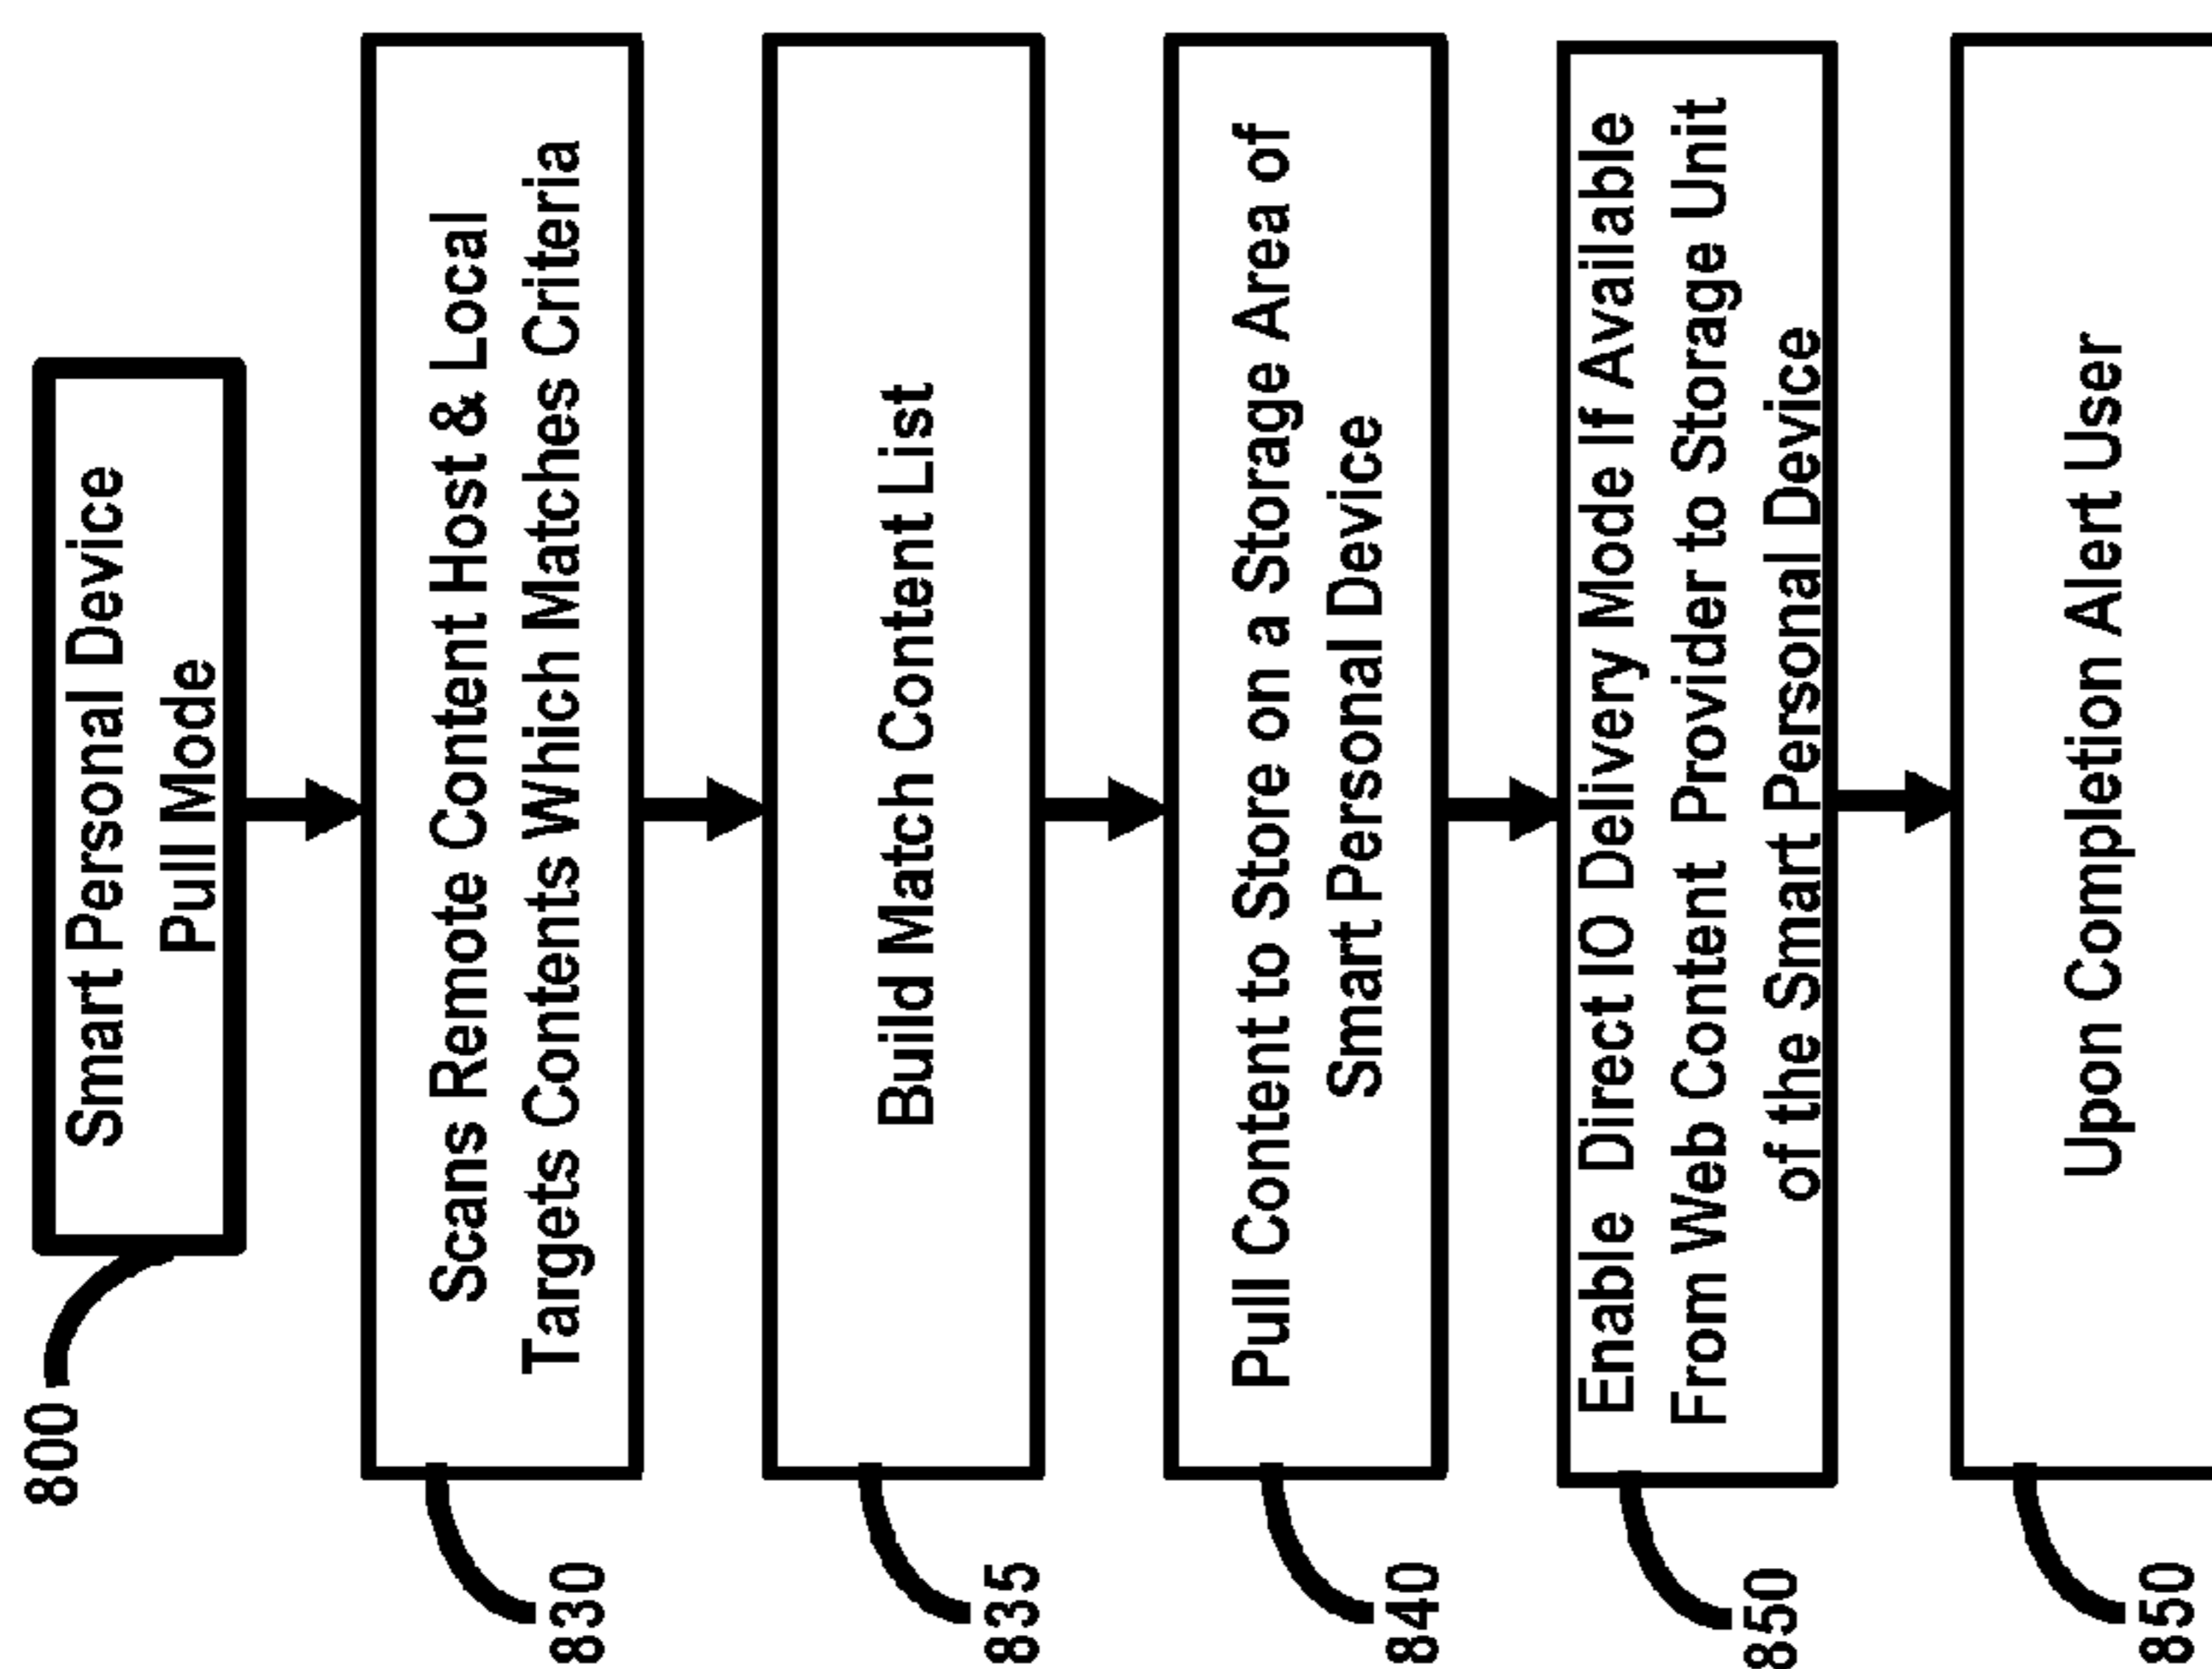 Smart Personal Device
Pull Mode
800
Scans Remote Content Host & Local
Targets Contents Which Matches Criteria
830
Build Match Content List
835
Pull Content to Store on a Storage Area of
Smart Personal Device
840
Enable Direct IO Delivery Mode If Available
From Web Content Provider to Storage Unit
of the Smart Personal Device
850
Upon Completion Alert User
850